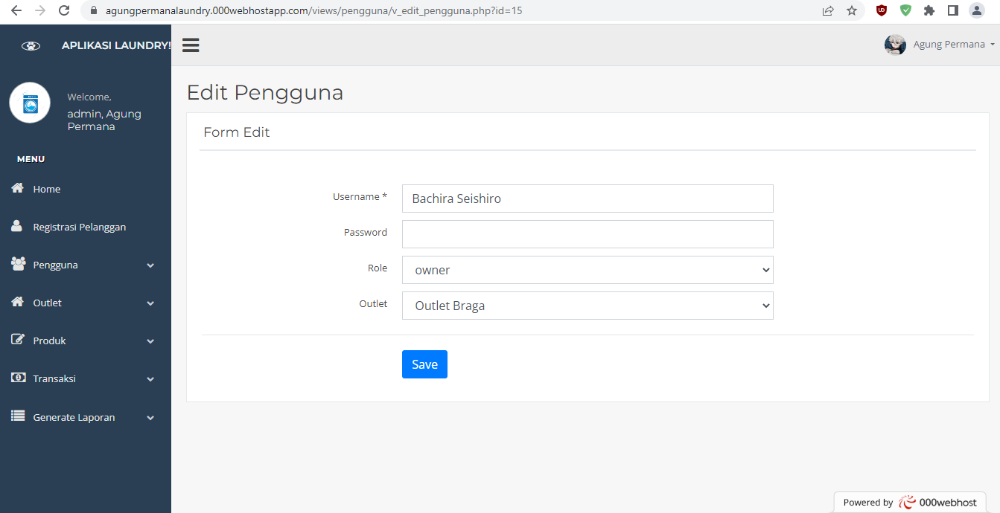 agungpermanalaundry.000webhostapp.com/views/pengguna/v_edit_pengguna.php?id=15
APLIKASI LAUNDRY!
Agung Permana
Welcome,
admin, Agung
Permana
MENU
Home
Registrasi Pelanggan
Pengguna
Outlet
Produk
Transaksi
Generate Laporan
Edit Pengguna
Form Edit
Username * Bachira Seishiro
Password
Role owner
Outlet Outlet Braga
Save
Powered by 000webhost